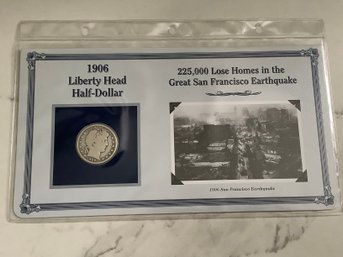 1906
Liberty Head
Half-Dollar
225,000 Lose Homes in the
Great San Francisco Earthquake
1906 San Francisco Earthquake